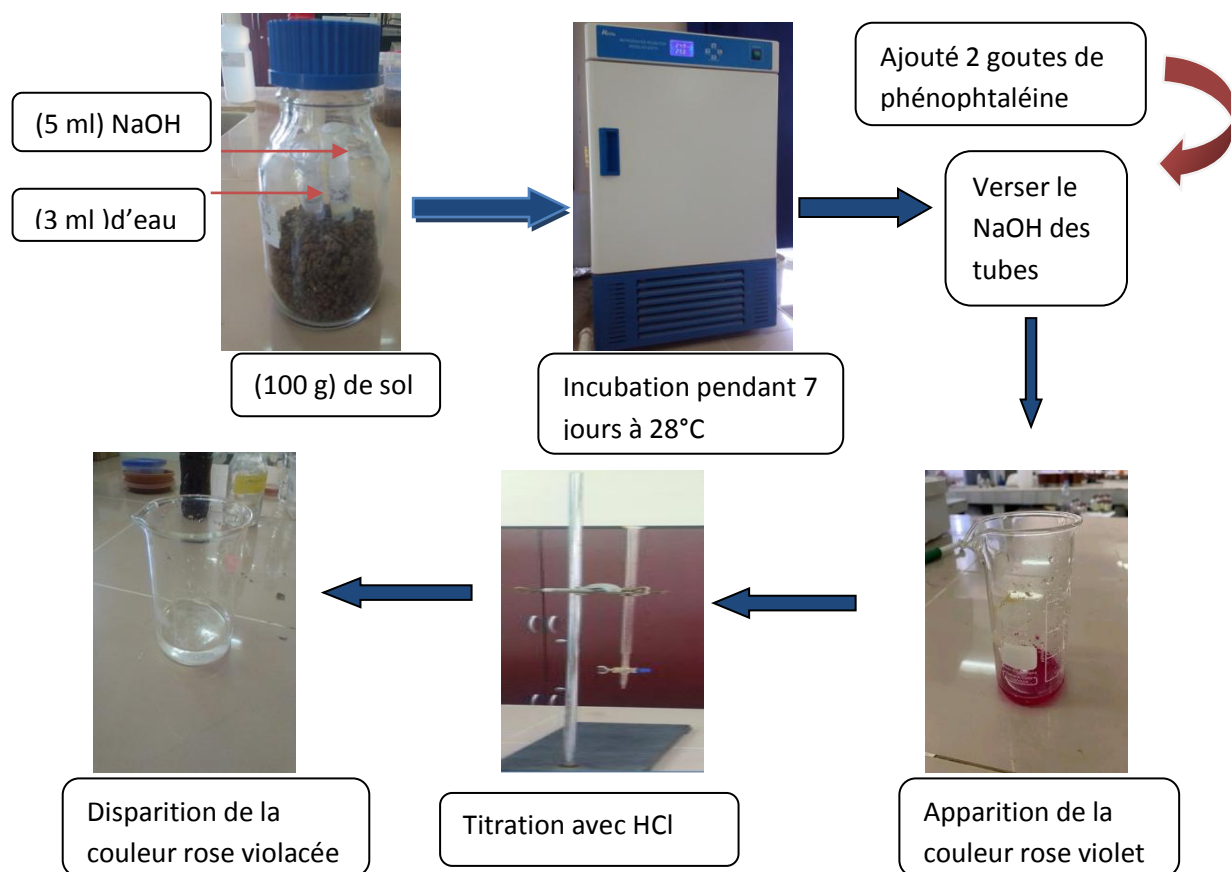 (5 ml) NaOH
(3 ml )d’eau
(100 g) de sol
Incubation pendant 7
jours à 28°C
Ajouté 2 goutes de
phénophtaléine
Verser le
NaOH des
tubes
Apparition de la
couleur rose violet
Titration avec HCl
Disparition de la
couleur rose violacée